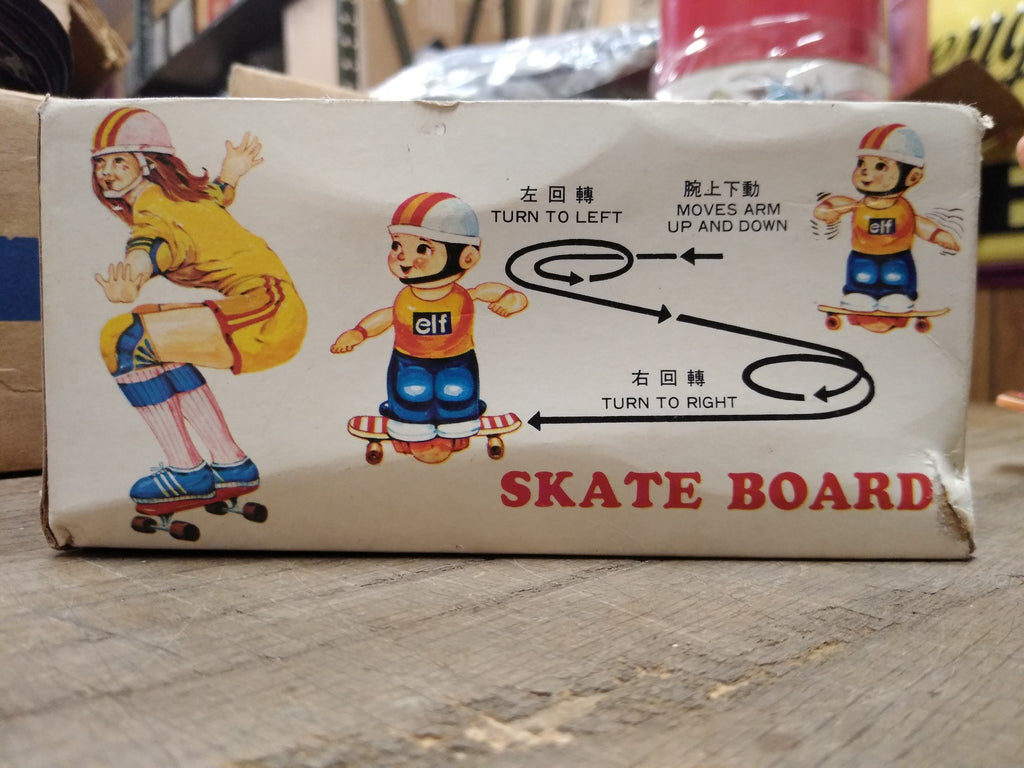 左回轉
TURN TO LEFT
腕上下動
MOVES ARM
UP AND DOWN
elf
elf
右回轉
TURN TO RIGHT
SKATE BOARD